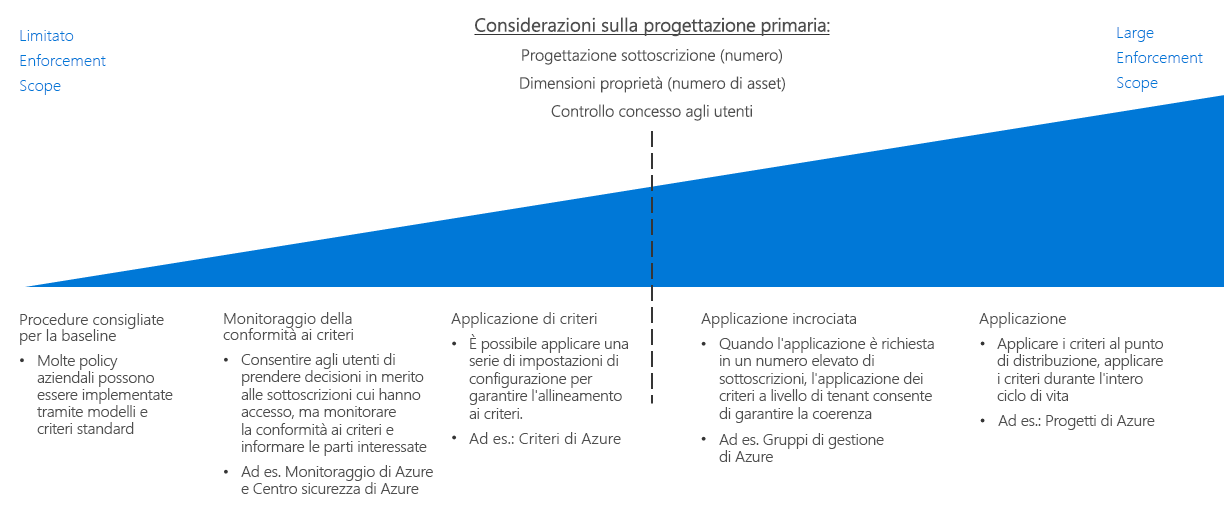 Considerazioni sulla progettazione primaria:
Progettazione sottoscrizione (numero)
Dimensioni proprietà (numero di asset)
Controllo concesso agli utenti
Limitato
Enforcement
Scope
Large
Enforcement
Scope
Procedure consigliate
per la baseline
• Molte policy
aziendali possono
essere implementate
tramite modelli e
criteri standard
Monitoraggio della
conformità ai criteri
• Consentire agli utenti di
prendere decisioni in merito
alle sottoscrizioni cui hanno
accesso, ma monitorare
la conformità ai criteri e
informare le parti interessate
• Ad es. Monitoraggio di Azure
e Centro sicurezza di Azure
Applicazione di criteri
• È possibile applicare una
serie di impostazioni di
configurazione per
garantire l'allineamento
ai criteri.
• Ad es.: Criteri di Azure
Applicazione incrociata
• Quando l'applicazione è richiesta
in un numero elevato di
sottoscrizioni, l'applicazione dei
criteri a livello di tenant consente
di garantire la coerenza
• Ad es. Gruppi di gestione
di Azure
Applicazione
• Applicare i criteri al punto
di distribuzione, applicare
i criteri durante l'intero
ciclo di vita
• Ad es.: Progetti di Azure